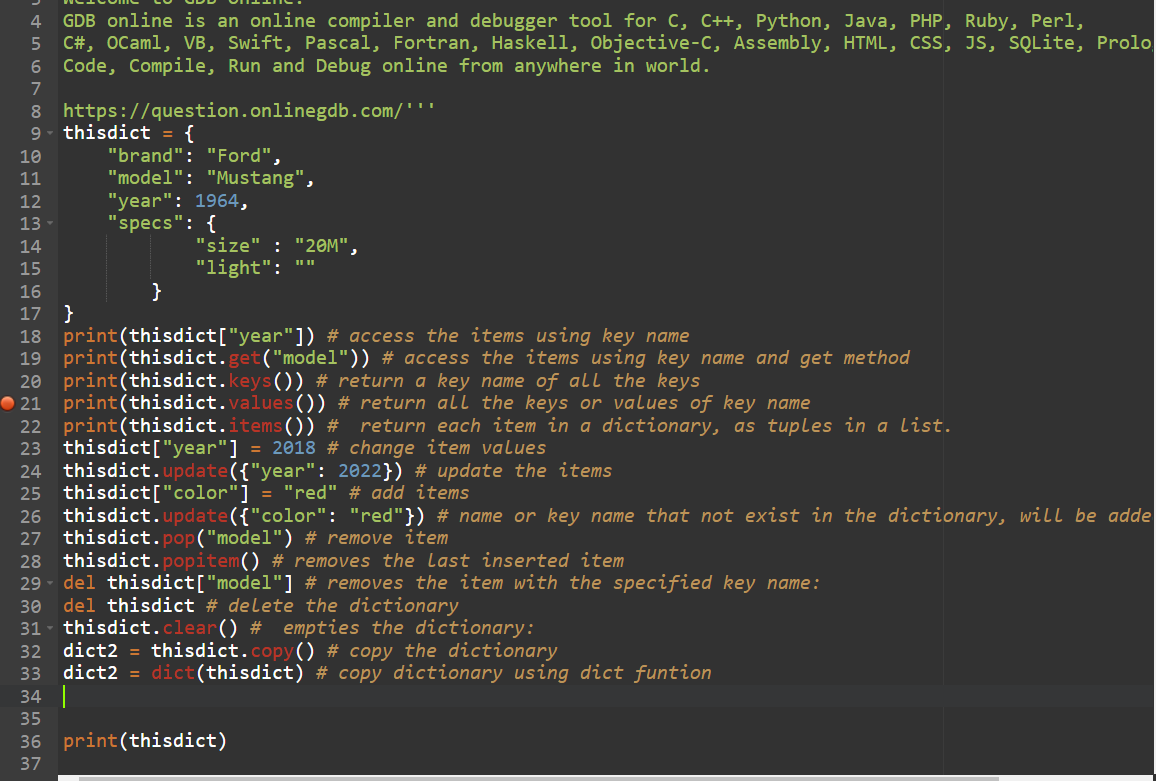 3 Welcome to GDB Online.
4 GDB online is an online compiler and debugger tool for C, C++, Python, Java, PHP, Ruby, Perl,
5 C#, OCaml, VB, Swift, Pascal, Fortran, Haskell, Objective-C, Assembly, HTML, CSS, JS, SQLite, Prolo
6 Code, Compile, Run and Debug online from anywhere in world.
7
8 https://question.onlinegdb.com/'''
9 thisdict = {
10     "brand": "Ford",
11     "model": "Mustang",
12     "year": 1964,
13     "specs": {
14             "size" : "20M",
15             "light": ""
16         }
17 }
18 print(thisdict["year"]) # access the items using key name
19 print(thisdict.get("model")) # access the items using key name and get method
20 print(thisdict.keys()) # return a key name of all the keys
21 print(thisdict.values()) # return all the keys or values of key name
22 print(thisdict.items()) #  return each item in a dictionary, as tuples in a list.
23 thisdict["year"] = 2018 # change item values
24 thisdict.update({"year": 2022}) # update the items
25 thisdict["color"] = "red" # add items
26 thisdict.update({"color": "red"}) # name or key name that not exist in the dictionary, will be adde
27 thisdict.pop("model") # remove item
28 thisdict.popitem() # removes the last inserted item
29 del thisdict["model"] # removes the item with the specified key name:
30 del thisdict # delete the dictionary
31 thisdict.clear() #  empties the dictionary:
32 dict2 = thisdict.copy() # copy the dictionary
33 dict2 = dict(thisdict) # copy dictionary using dict funtion
34
35
36 print(thisdict)
37